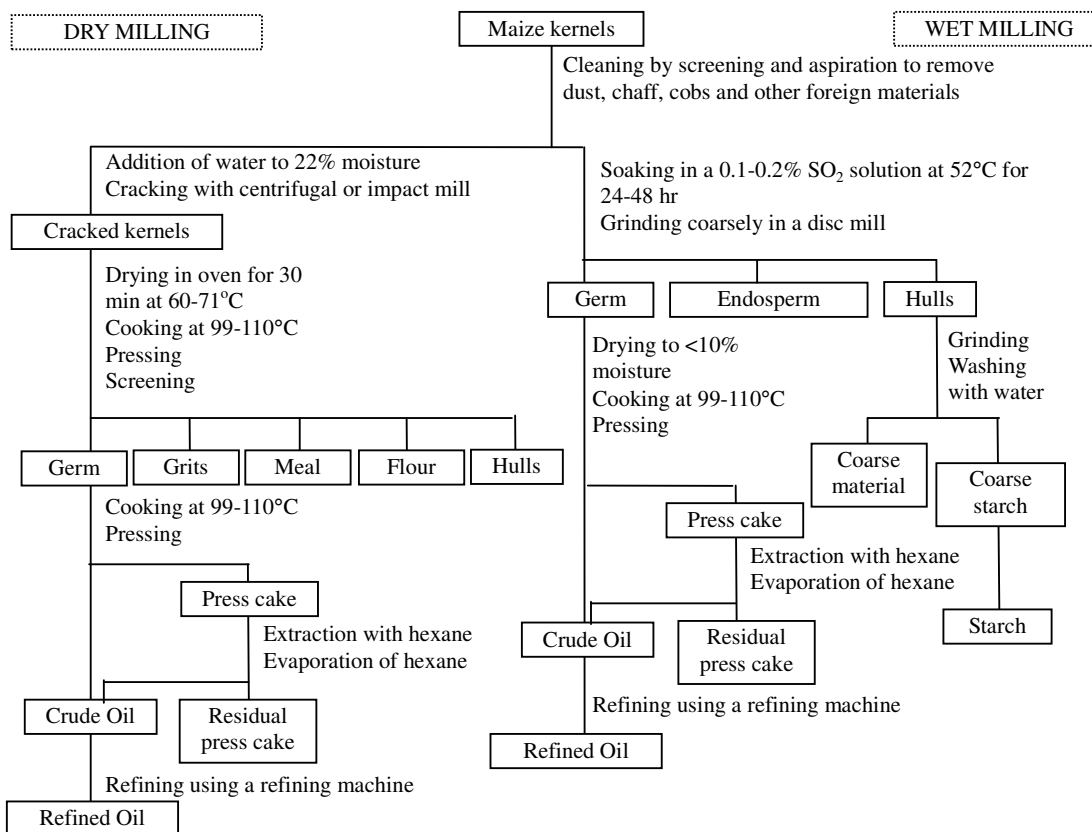 DRY MILLING
Maize kernels
WET MILLING
Cleaning by screening and aspiration to remove
dust, chaff, cobs and other foreign materials
Addition of water to 22% moisture
Cracking with centrifugal or impact mill
Soaking in a 0.1-0.2% SO₂ solution at 52°C for
24-48 hr
Grinding coarsely in a disc mill
Cracked kernels
Drying in oven for 30
min at 60-71°C
Cooking at 99-110°C
Pressing
Screening
Germ
Endosperm
Hulls
Drying to <10%
moisture
Cooking at 99-110°C
Pressing
Grinding
Washing
with water
Germ
Grits
Meal
Flour
Hulls
Coarse
material
Coarse
starch
Cooking at 99-110°C
Pressing
Press cake
Extraction with hexane
Evaporation of hexane
Press cake
Extraction with hexane
Evaporation of hexane
Crude Oil
Residual
press cake
Starch
Crude Oil
Residual
press cake
Refining using a refining machine
Refined Oil
Refining using a refining machine
Refined Oil